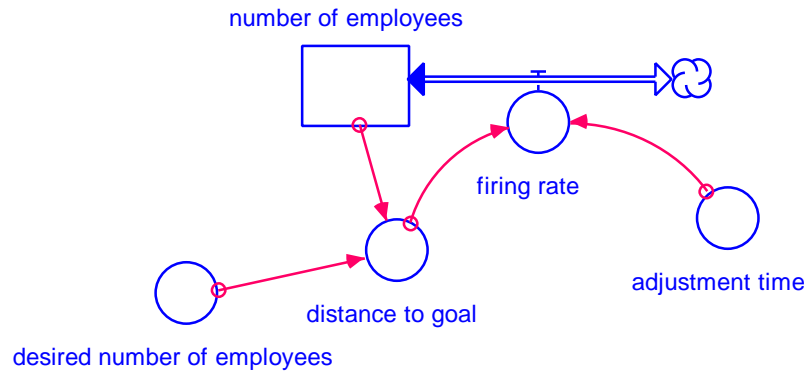 number of employees
firing rate
adjustment time
distance to goal
desired number of employees